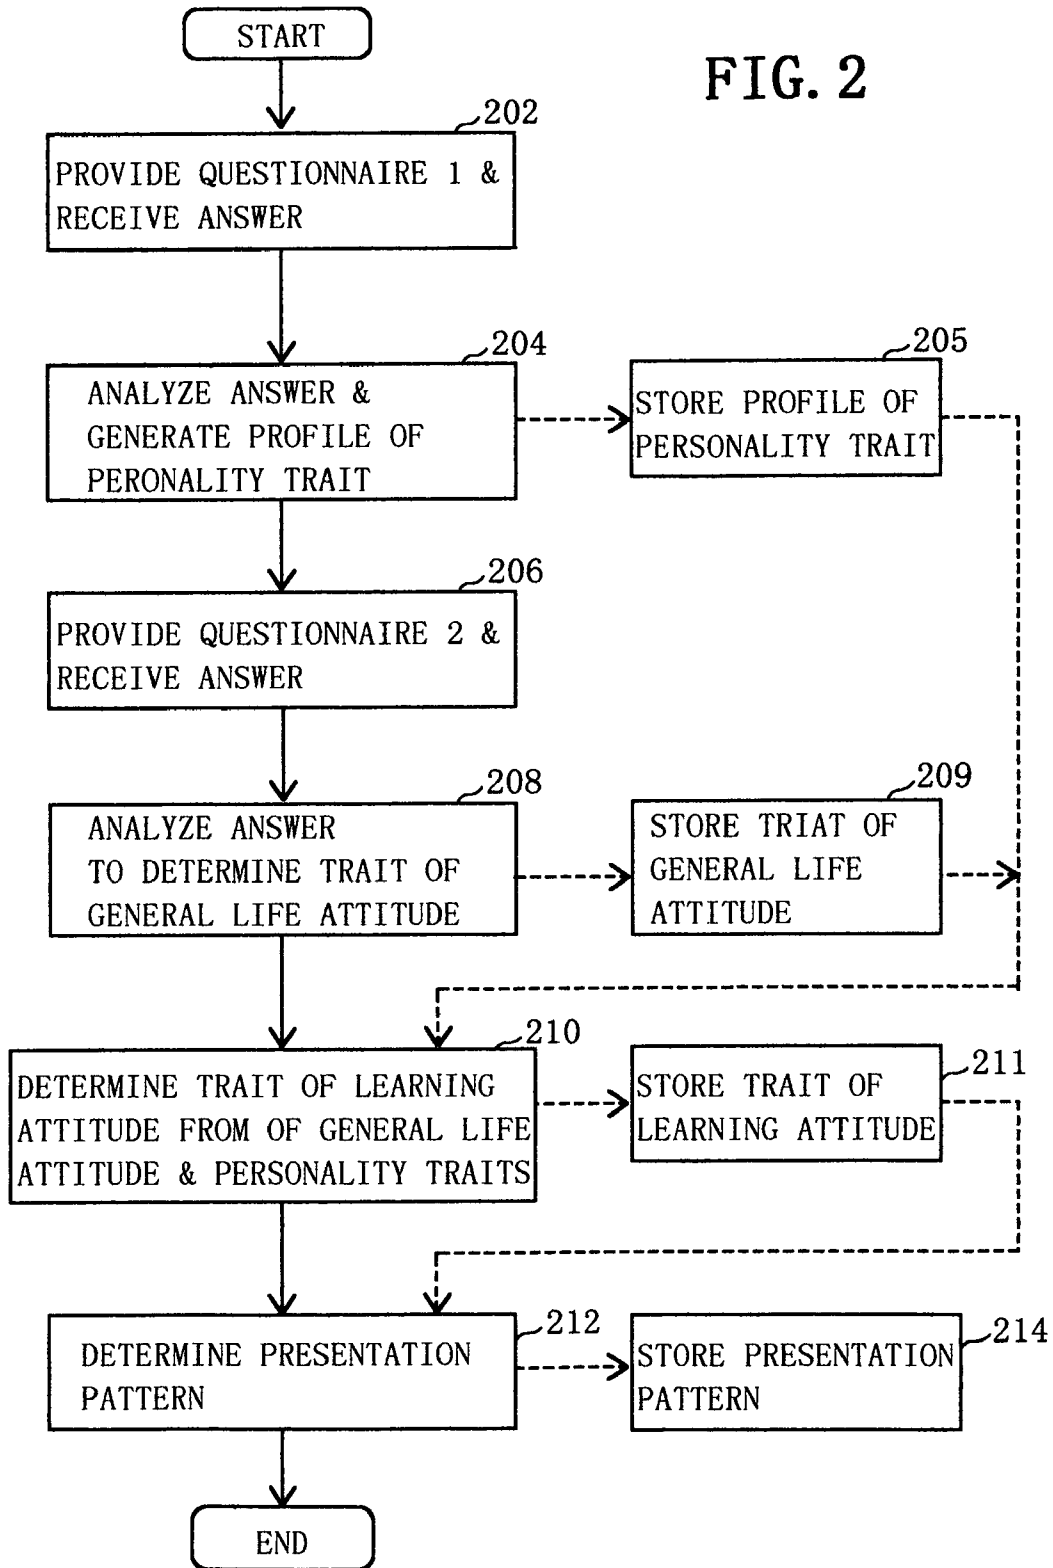 START
FIG. 2
202
PROVIDE QUESTIONNAIRE 1 &
RECEIVE ANSWER
204
ANALYZE ANSWER &
GENERATE PROFILE OF
PERONALITY TRAIT
205
STORE PROFILE OF
PERSONALITY TRAIT
206
PROVIDE QUESTIONNAIRE 2 &
RECEIVE ANSWER
208
ANALYZE ANSWER
TO DETERMINE TRAIT OF
GENERAL LIFE ATTITUDE
209
STORE TRIAT OF
GENERAL LIFE
ATTITUDE
210
DETERMINE TRAIT OF LEARNING
ATTITUDE FROM OF GENERAL LIFE
ATTITUDE & PERSONALITY TRAITS
211
STORE TRAIT OF
LEARNING ATTITUDE
212
DETERMINE PRESENTATION
PATTERN
214
STORE PRESENTATION
PATTERN
END